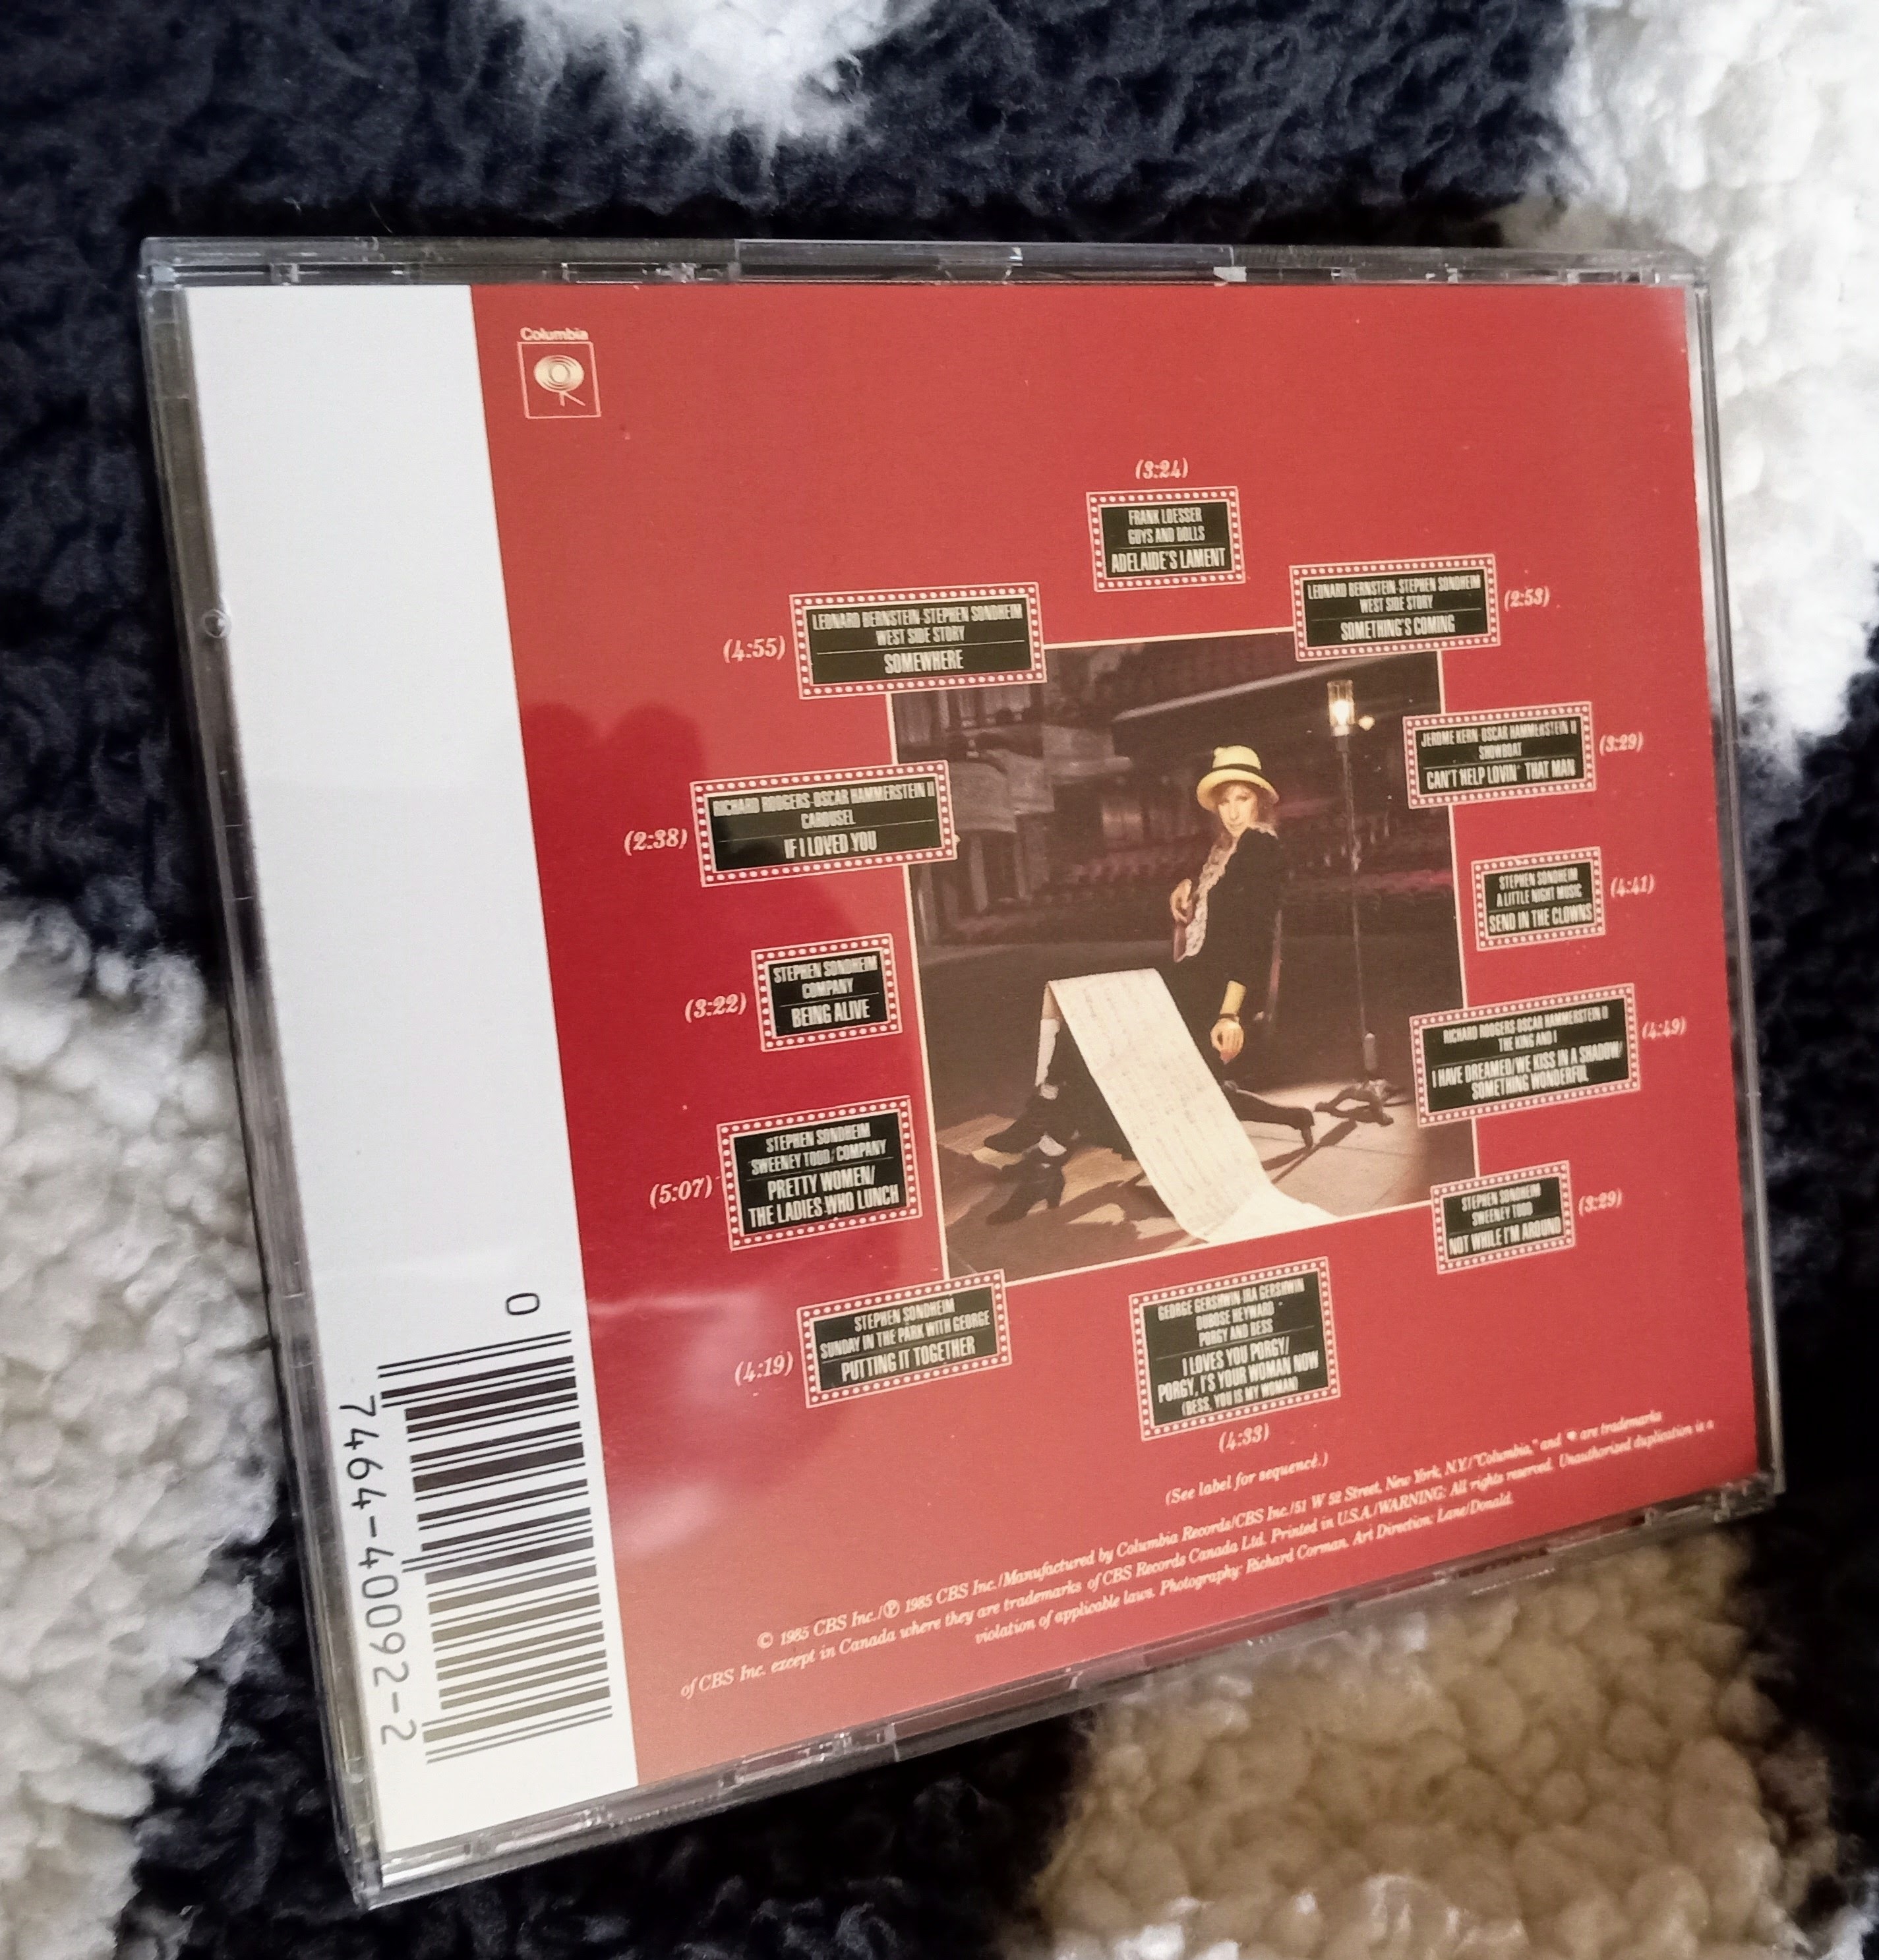 Columbia
(3:24)
FRANK LOESSER
GUYS AND DOLLS
ADELAIDE'S LAMENT
LEONARD BERNSTEIN-STEPHEN SONDHEIM
WEST SIDE STORY
SOMETHING'S COMING
(2:53)
JEROME KERN-OSCAR HAMMERSTEIN II
SHOWBOAT
CAN'T HELP LOVIN' THAT MAN
(3:29)
STEPHEN SONDHEIM
A LITTLE NIGHT MUSIC
SEND IN THE CLOWNS
(4:41)
RICHARD RODGERS-OSCAR HAMMERSTEIN II
THE KING AND I
I HAVE DREAMED/WE KISS IN A SHADOW/
SOMETHING WONDERFUL
(4:49)
STEPHEN SONDHEIM
SWEENEY TODD
NOT WHILE I'M AROUND
(3:29)
GEORGE GERSHWIN IRA GERSHWIN
DUBOSE HEYWARD
PORGY AND BESS
I LOVES YOU PORGY/
PORGY, I'S YOUR WOMAN NOW
(BESS, YOU IS MY WOMAN)
(4:33)
STEPHEN SONDHEIM
SUNDAY IN THE PARK WITH GEORGE
PUTTING IT TOGETHER
(4:19)
STEPHEN SONDHEIM
SWEENEY TODD/COMPANY
PRETTY WOMEN/
THE LADIES WHO LUNCH
(5:07)
STEPHEN SONDHEIM
COMPANY
BEING ALIVE
(3:22)
RICHARD RODGERS-OSCAR HAMMERSTEIN II
CAROUSEL
IF I LOVED YOU
(2:38)
LEONARD BERNSTEIN-STEPHEN SONDHEIM
WEST SIDE STORY
SOMEWHERE
(4:55)
(See label for sequence.)
© 1985 CBS Inc./℗ 1985 CBS Inc./Manufactured by Columbia Records/CBS Inc./51 W 52 Street, New York, N.Y./"Columbia," and are trademarks
of CBS Inc. except in Canada where they are trademarks of CBS Records Canada Ltd. Printed in U.S.A./WARNING: All rights reserved. Unauthorized duplication is a
violation of applicable laws. Photography: Richard Corman. Art Direction: Lane/Donald.
0
7464-40092-2